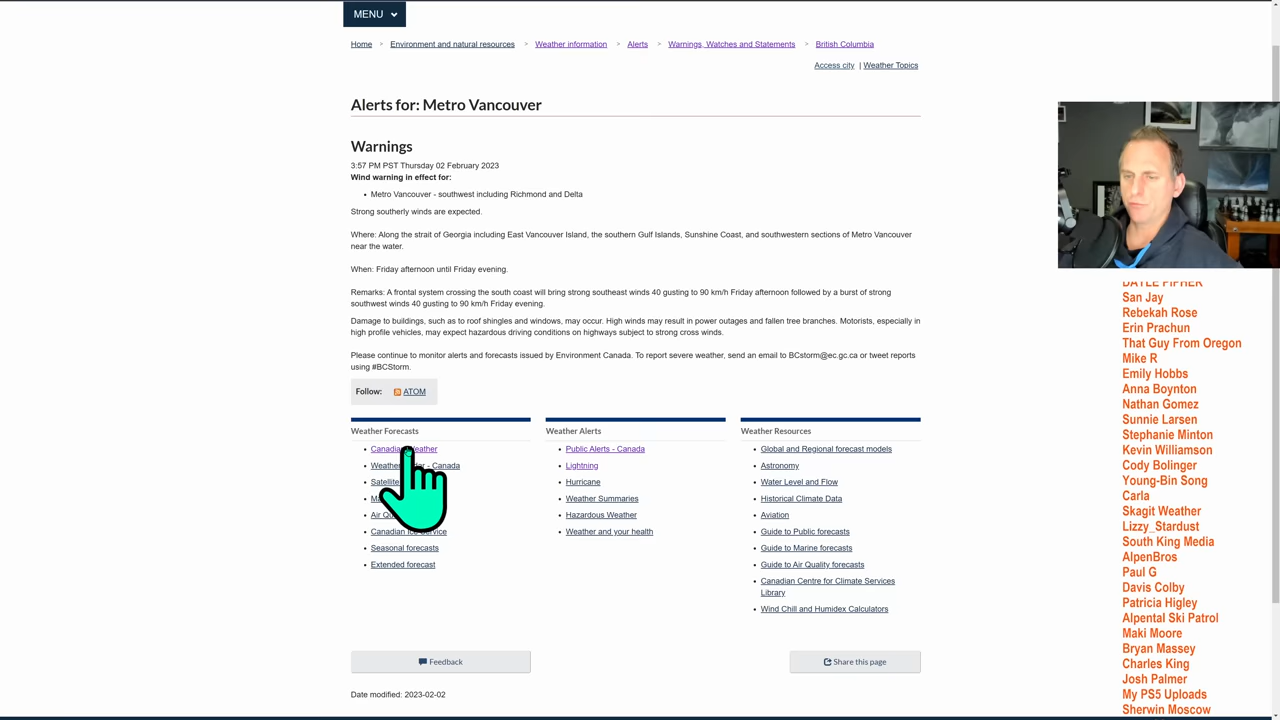 MENU
Home > Environment and natural resources > Weather information > Alerts > Warnings, Watches and Statements > British Columbia
Access city | Weather Topics
Alerts for: Metro Vancouver
Warnings
3:57 PM PST Thursday 02 February 2023
Wind warning in effect for:
• Metro Vancouver - southwest including Richmond and Delta
Strong southerly winds are expected.
Where: Along the strait of Georgia including East Vancouver Island, the southern Gulf Islands, Sunshine Coast, and southwestern sections of Metro Vancouver
near the water.
When: Friday afternoon until Friday evening.
Remarks: A frontal system crossing the south coast will bring strong southeast winds 40 gusting to 90 km/h Friday afternoon followed by a burst of strong
southwest winds 40 gusting to 90 km/h Friday evening.
Damage to buildings, such as to roof shingles and windows, may occur. High winds may result in power outages and fallen tree branches. Motorists, especially in
high profile vehicles, may expect hazardous driving conditions on highways subject to strong cross winds.
Please continue to monitor alerts and forecasts issued by Environment Canada. To report severe weather, send an email to BCstorm@ec.gc.ca or tweet reports
using #BCStorm.
Follow: ATOM
Weather Forecasts
• Canadian Weather
• Weather - Canada
• Satellite
• Air
• Canadian Ice Service
• Seasonal forecasts
• Extended forecast
Weather Alerts
• Public Alerts - Canada
• Lightning
• Hurricane
• Weather Summaries
• Hazardous Weather
• Weather and your health
Weather Resources
• Global and Regional forecast models
• Astronomy
• Water Level and Flow
• Historical Climate Data
• Aviation
• Guide to Public forecasts
• Guide to Marine forecasts
• Guide to Air Quality forecasts
• Canadian Centre for Climate Services
Library
• Wind Chill and Humidex Calculators
Feedback
Share this page
Date modified: 2023-02-02
San Jay
Rebekah Rose
Erin Prachun
That Guy From Oregon
Mike R
Emily Hobbs
Anna Boynton
Nathan Gomez
Sunnie Larsen
Stephanie Minton
Kevin Williamson
Cody Bolinger
Young-Bin Song
Carla
Skagit Weather
Lizzy_Stardust
South King Media
AlpenBros
Paul G
Davis Colby
Patricia Higley
Alpental Ski Patrol
Maki Moore
Bryan Massey
Charles King
Josh Palmer
My PS5 Uploads
Sherwin Moscow